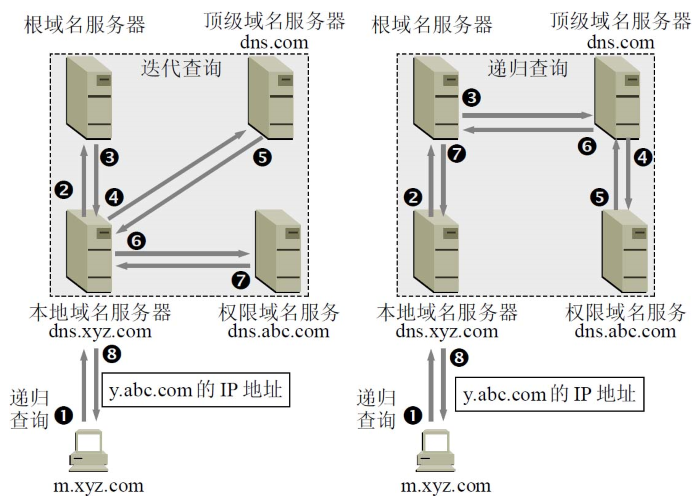 根域名服务器
顶级域名服务器
dns.com
迭代查询
❸
❺
❷
❹
❻
❼
本地域名服务器
dns.xyz.com
权限域名服务
dns.abc.com
❽
y.abc.com 的 IP 地址
递归
查询
❶
m.xyz.com
根域名服务器
顶级域名服务器
dns.com
递归查询
❸
❻
❼
❹
❷
❺
本地域名服务器
dns.xyz.com
权限域名服务器
dns.abc.com
❽
y.abc.com 的 IP 地址
递归
查询
❶
m.xyz.com